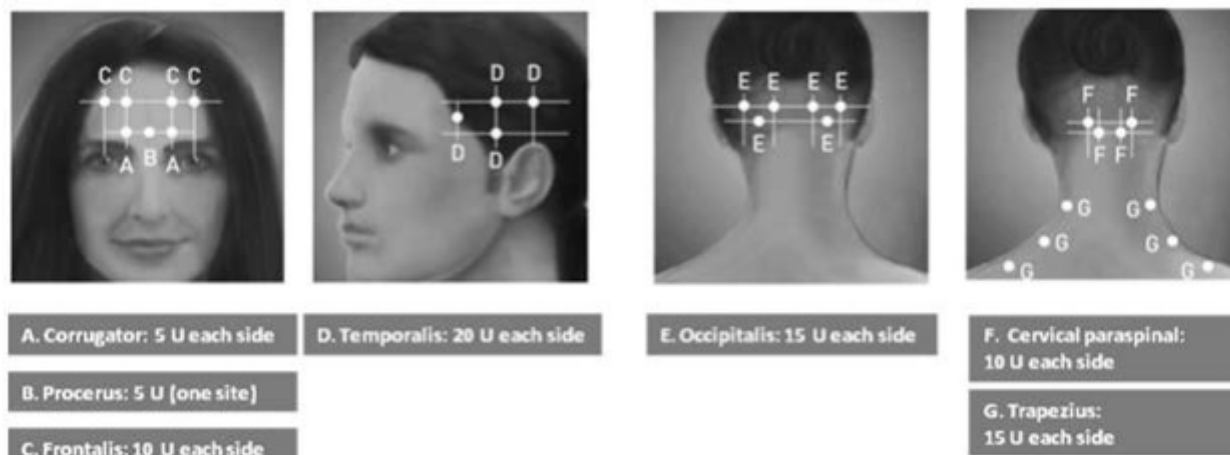 C C C C
A B A
D D
D D
E E E E
E E
F F
F F
G G
G G
G G
A. Corrugator: 5 U each side
B. Procerus: 5 U (one site)
C. Frontalis: 10 U each side
D. Temporalis: 20 U each side
E. Occipitalis: 15 U each side
F. Cervical paraspinal:
10 U each side
G. Trapezius:
15 U each side